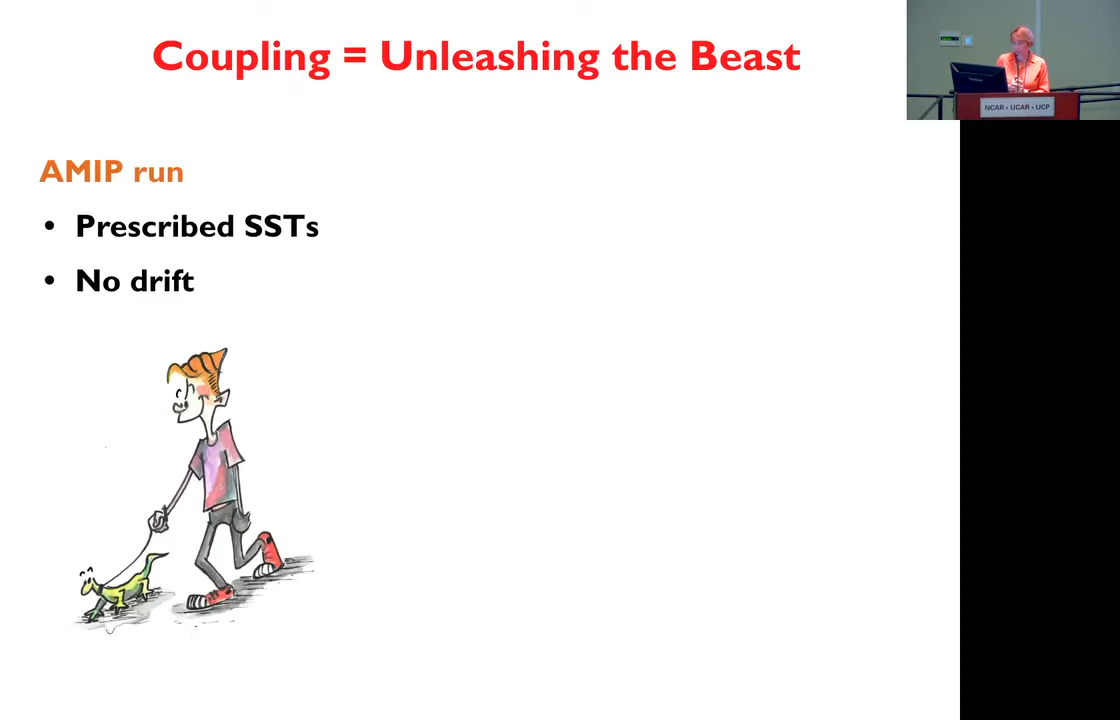 Coupling = Unleashing the Beast
NCAR • UCAR • UCP
AMIP run
• Prescribed SSTs
• No drift